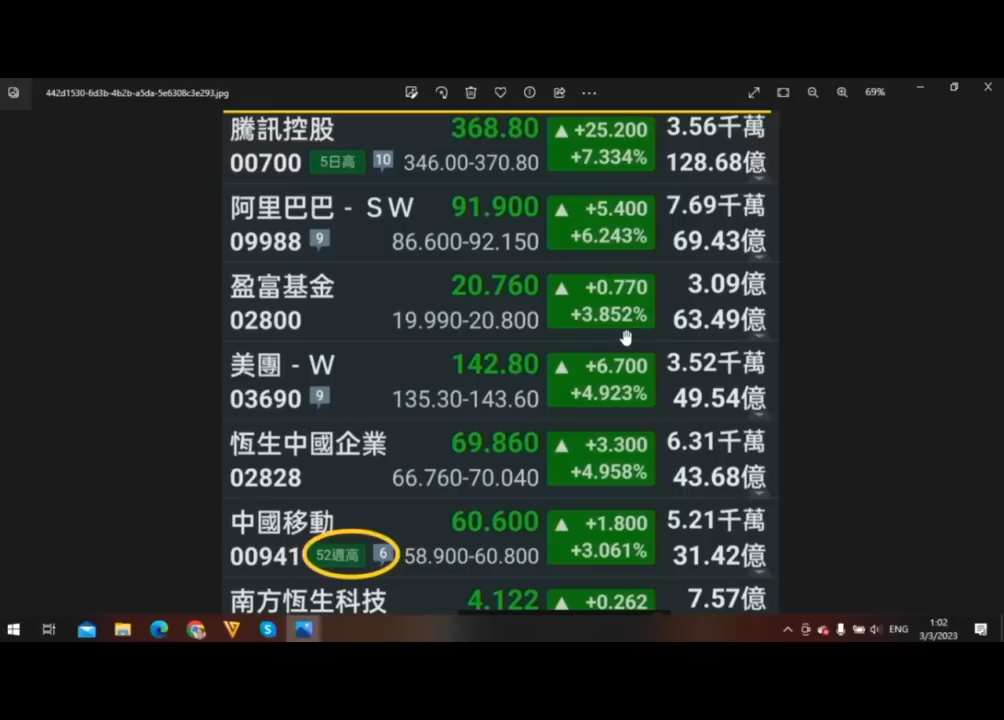 442d1530-6d3b-4b2b-a5da-5e6308c3e293.jpg
69%
騰訊控股 368.80 ▲ +25.200 3.56千萬
00700 5日高 10 346.00-370.80 +7.334% 128.68億
阿里巴巴 - ＳＷ 91.900 ▲ +5.400 7.69千萬
09988 9 86.600-92.150 +6.243% 69.43億
盈富基金 20.760 ▲ +0.770 3.09億
02800 19.990-20.800 +3.852% 63.49億
美團 - W 142.80 ▲ +6.700 3.52千萬
03690 9 135.30-143.60 +4.923% 49.54億
恆生中國企業 69.860 ▲ +3.300 6.31千萬
02828 66.760-70.040 +4.958% 43.68億
中國移動 60.600 ▲ +1.800 5.21千萬
00941 52週高 6 58.900-60.800 +3.061% 31.42億
南方恆生科技 4.122 ▲ +0.262 7.57億
ENG 1:02
3/3/2023